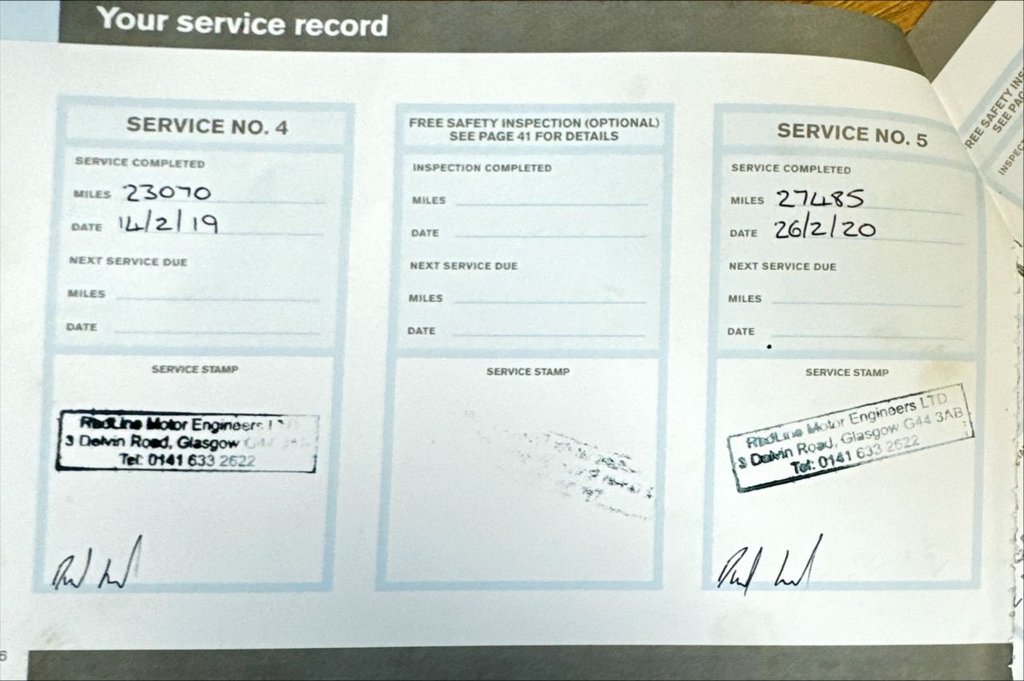 Your service record
SERVICE NO. 4
SERVICE COMPLETED
MILES 23070
DATE 14/2/19
NEXT SERVICE DUE
MILES
DATE
SERVICE STAMP
RedLine Motor Engineers LTD
3 Delvin Road, Glasgow G44 3AB
Tel: 0141 633 2622
FREE SAFETY INSPECTION (OPTIONAL)
SEE PAGE 41 FOR DETAILS
INSPECTION COMPLETED
MILES
DATE
NEXT SERVICE DUE
MILES
DATE
SERVICE STAMP
SERVICE NO. 5
SERVICE COMPLETED
MILES 27485
DATE 26/2/20
NEXT SERVICE DUE
MILES
DATE
SERVICE STAMP
RedLine Motor Engineers LTD
3 Delvin Road, Glasgow G44 3AB
Tel: 0141 633 2622
6